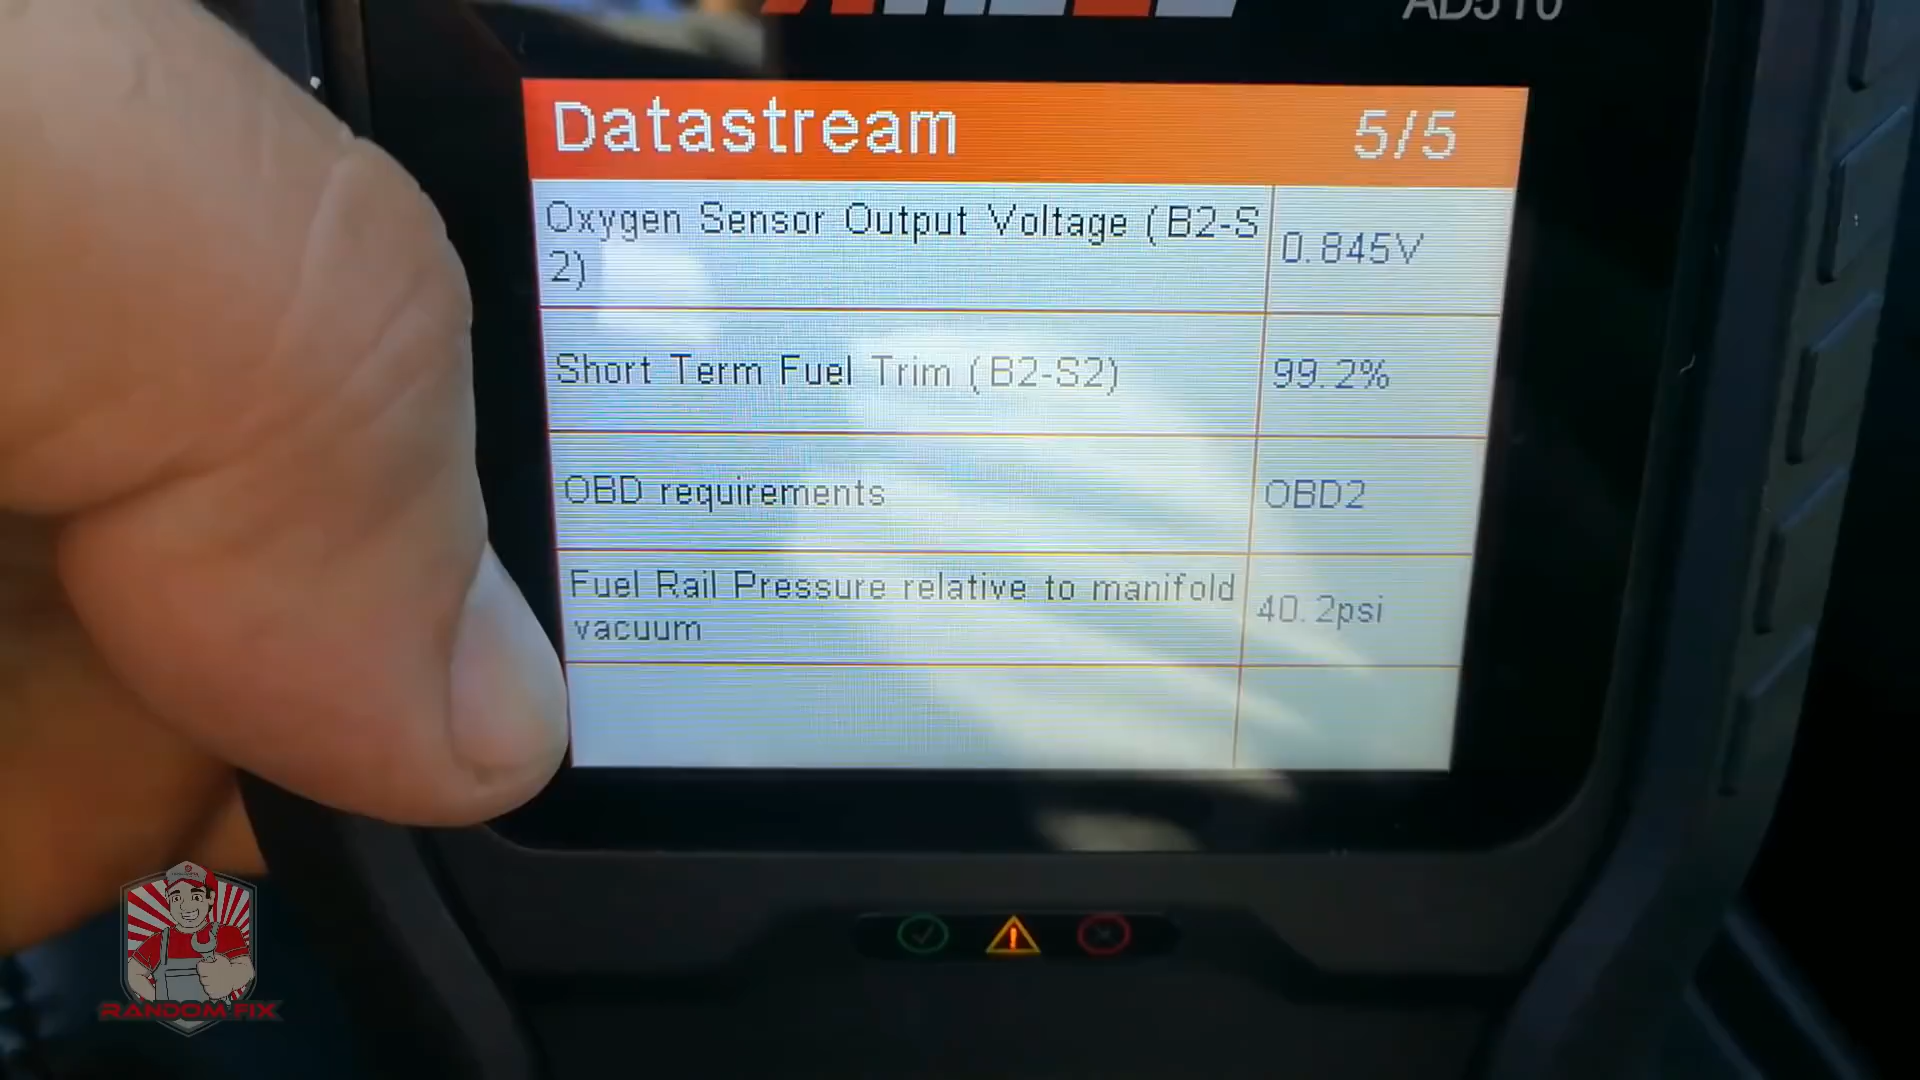 AD510
Datastream 5/5
Oxygen Sensor Output Voltage (B2-S
2)
0.845V
Short Term Fuel Trim (B2-S2) 99.2%
OBD requirements OBD2
Fuel Rail Pressure relative to manifold
vacuum
40.2psi
RANDOM FIX